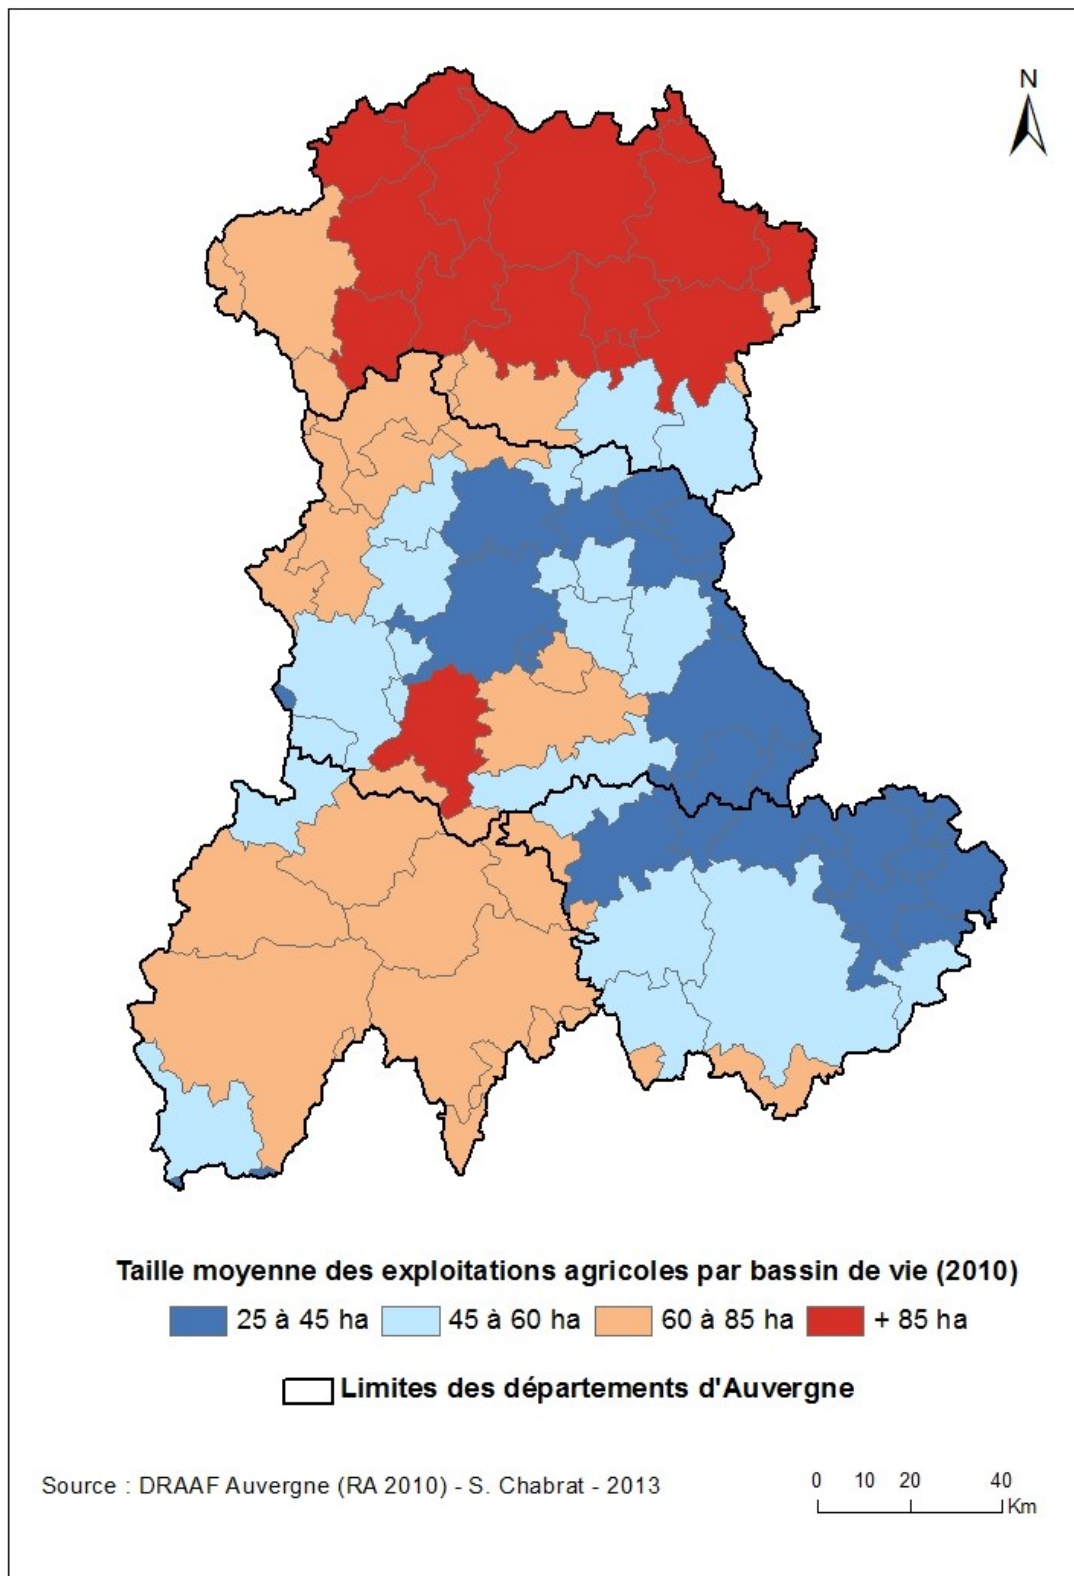 N
Taille moyenne des exploitations agricoles par bassin de vie (2010)
25 à 45 ha 45 à 60 ha 60 à 85 ha + 85 ha
Limites des départements d'Auvergne
Source : DRAAF Auvergne (RA 2010) - S. Chabrat - 2013
0 10 20 40
Km